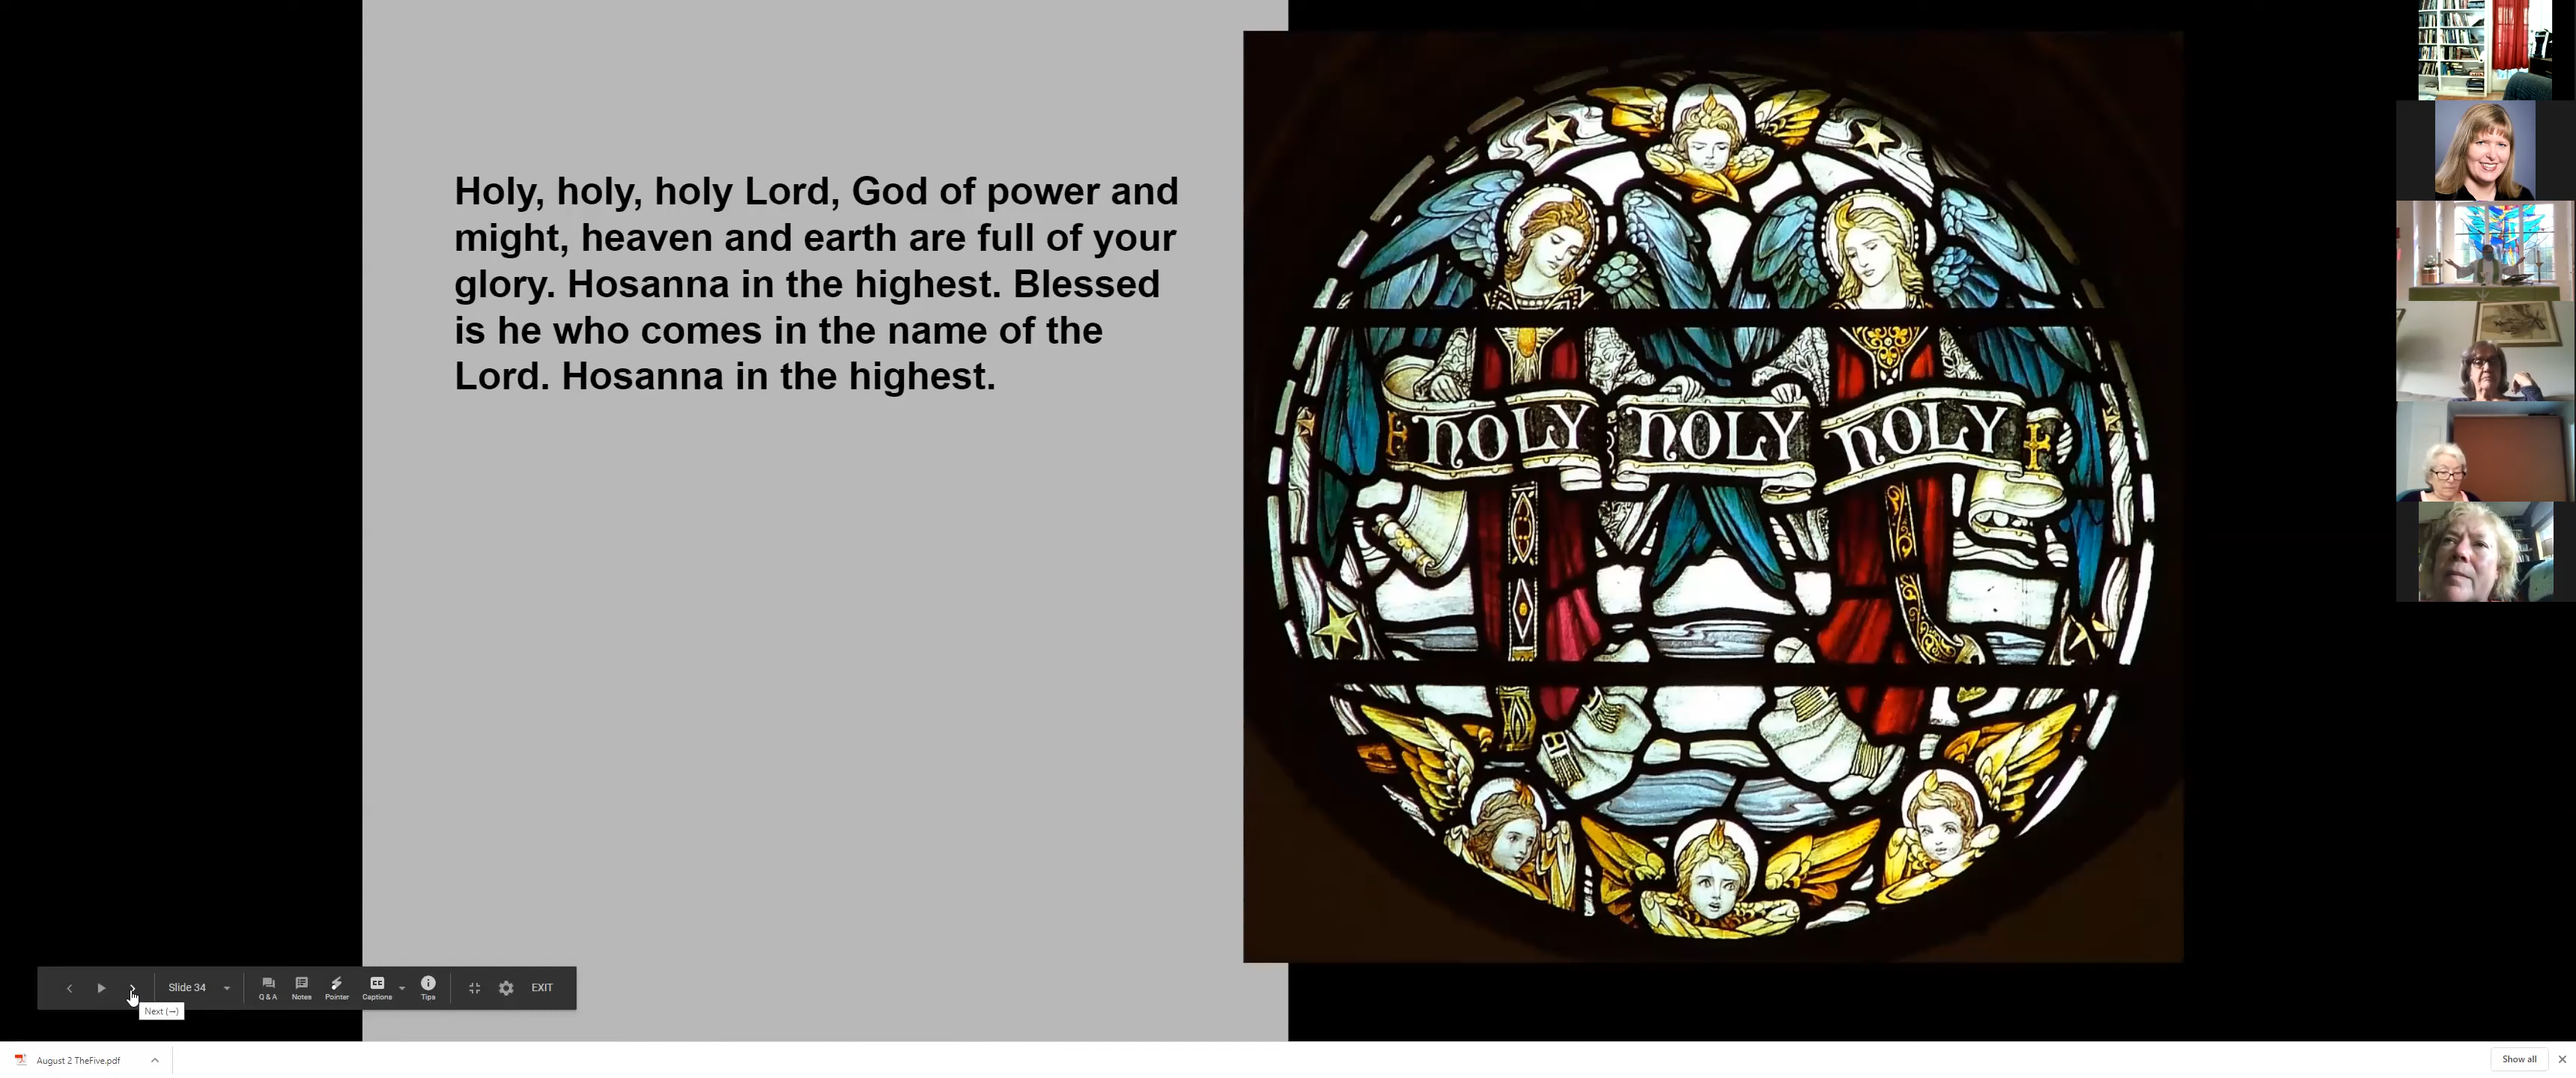 Holy, holy, holy Lord, God of power and
might, heaven and earth are full of your
glory. Hosanna in the highest. Blessed
is he who comes in the name of the
Lord. Hosanna in the highest.
HOLY HOLY HOLY
Slide 34
Q & A
Notes
Pointer
CC
Captions
Tips
EXIT
Next (→)
August 2 TheFive.pdf
Show all